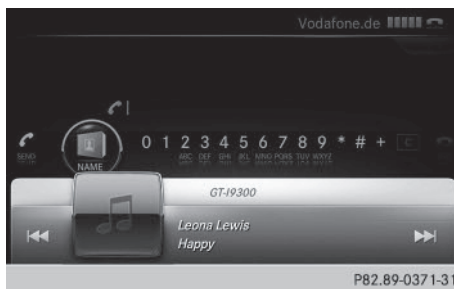 Vodafone.de
0 1 2 3 4 5 6 7 8 9 * # + C
SEND ABC DEF GHI JKL MNO PQRS TUV WXYZ
NAME
GT-I9300
Leona Lewis
Happy
P82.89-0371-31